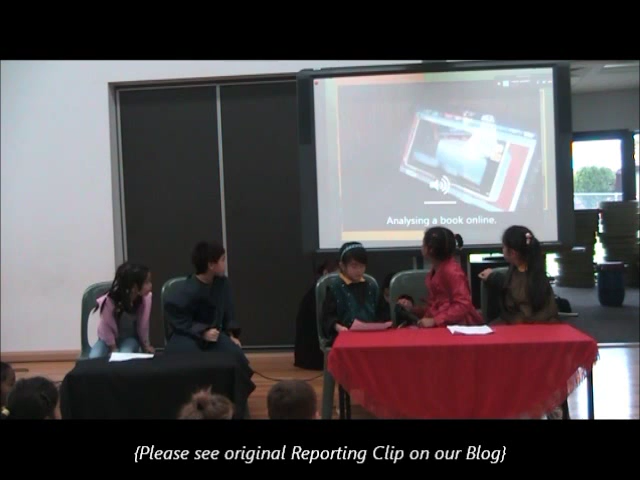 Analysing a book online.
{Please see original Reporting Clip on our Blog}